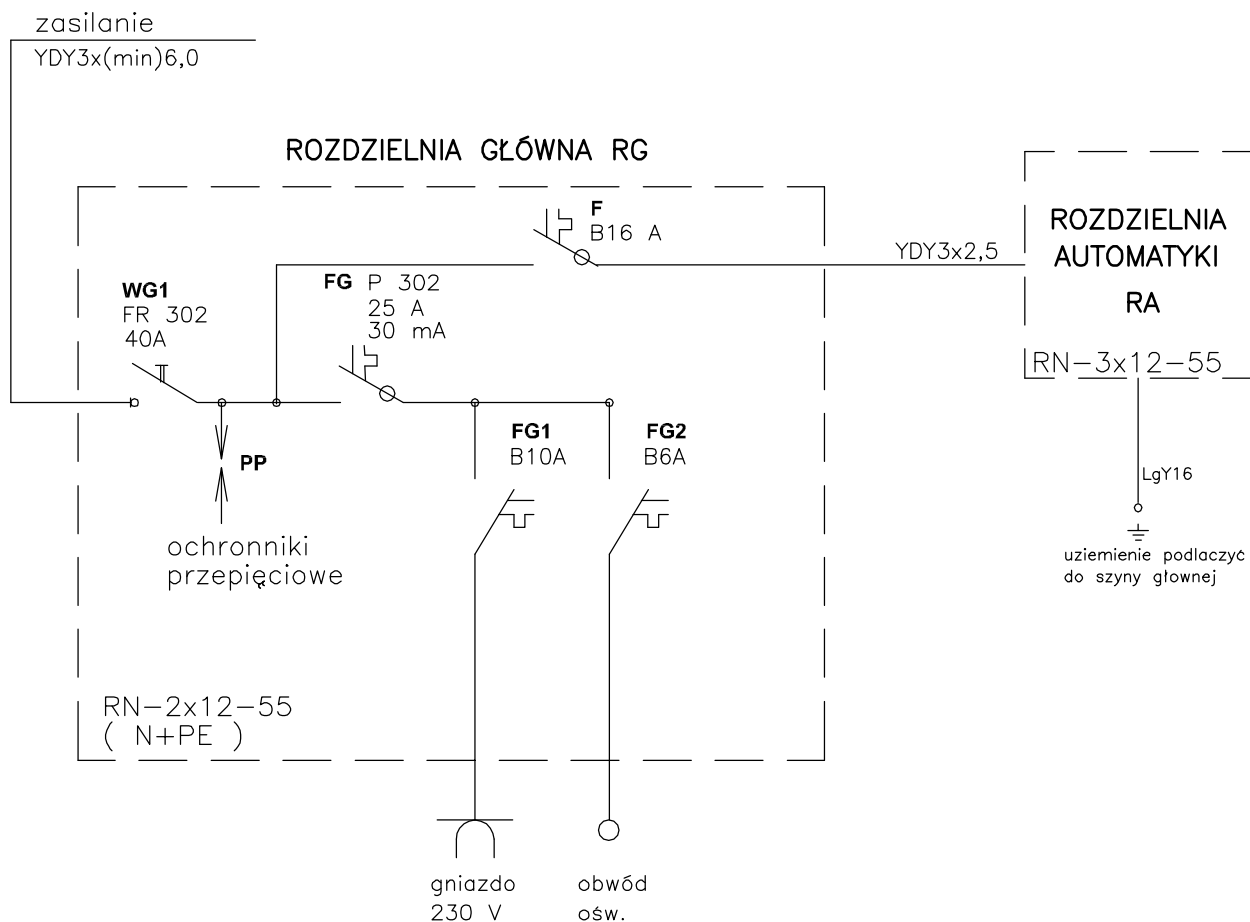 zasilanie
YDY3x(min)6,0
ROZDZIELNIA GŁÓWNA RG
F
B16 A
YDY3x2,5
ROZDZIELNIA
AUTOMATYKI
RA
RN-3x12-55
WG1
FR 302
40A
FG P 302
25 A
30 mA
FG1
B10A
FG2
B6A
PP
ochronniki
przepięciowe
LgY16
uziemienie podlaczyć
do szyny głownej
RN-2x12-55
( N+PE )
gniazdo
230 V
obwód
ośw.